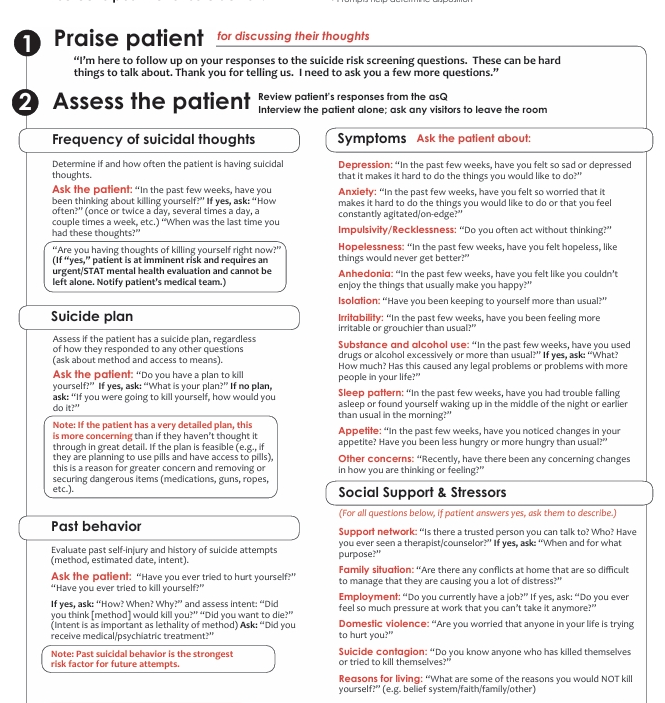 1 Praise patient for discussing their thoughts
“I’m here to follow up on your responses to the suicide risk screening questions. These can be hard
things to talk about. Thank you for telling us. I need to ask you a few more questions.”
2 Assess the patient
Review patient’s responses from the asQ
Interview the patient alone; ask any visitors to leave the room
Frequency of suicidal thoughts
Determine if and how often the patient is having suicidal
thoughts.
Ask the patient: “In the past few weeks, have you
been thinking about killing yourself?” If yes, ask: “How
often?” (once or twice a day, several times a day, a
couple times a week, etc.) “When was the last time you
had these thoughts?”
“Are you having thoughts of killing yourself right now?”
(If “yes,” patient is at imminent risk and requires an
urgent/STAT mental health evaluation and cannot be
left alone. Notify patient’s medical team.)
Suicide plan
Assess if the patient has a suicide plan, regardless
of how they responded to any other questions
(ask about method and access to means).
Ask the patient: “Do you have a plan to kill
yourself?” If yes, ask: “What is your plan?” If no plan,
ask: “If you were going to kill yourself, how would you
do it?”
Note: If the patient has a very detailed plan, this
is more concerning than if they haven’t thought it
through in great detail. If the plan is feasible (e.g., if
they are planning to use pills and have access to pills),
this is a reason for greater concern and removing or
securing dangerous items (medications, guns, ropes,
etc.).
Past behavior
Evaluate past self-injury and history of suicide attempts
(method, estimated date, intent).
Ask the patient: “Have you ever tried to hurt yourself?”
“Have you ever tried to kill yourself?”
If yes, ask: “How? When? Why?” and assess intent: “Did
you think [method] would kill you?” “Did you want to die?”
(Intent is as important as lethality of method) Ask: “Did you
receive medical/psychiatric treatment?”
Note: Past suicidal behavior is the strongest
risk factor for future attempts.
Symptoms Ask the patient about:
Depression: “In the past few weeks, have you felt so sad or depressed
that it makes it hard to do the things you would like to do?”
Anxiety: “In the past few weeks, have you felt so worried that it
makes it hard to do the things you would like to do or that you feel
constantly agitated/on-edge?”
Impulsivity/Recklessness: “Do you often act without thinking?”
Hopelessness: “In the past few weeks, have you felt hopeless, like
things would never get better?”
Anhedonia: “In the past few weeks, have you felt like you couldn’t
enjoy the things that usually make you happy?”
Isolation: “Have you been keeping to yourself more than usual?”
Irritability: “In the past few weeks, have you been feeling more
irritable or grouchier than usual?”
Substance and alcohol use: “In the past few weeks, have you used
drugs or alcohol excessively or more than usual?” If yes, ask: “What?
How much? Has this caused any legal problems or problems with more
people in your life?”
Sleep pattern: “In the past few weeks, have you had trouble falling
asleep or found yourself waking up in the middle of the night or earlier
than usual in the morning?”
Appetite: “In the past few weeks, have you noticed changes in your
appetite? Have you been less hungry or more hungry than usual?”
Other concerns: “Recently, have there been any concerning changes
in how you are thinking or feeling?”
Social Support & Stressors
(For all questions below, if patient answers yes, ask them to describe.)
Support network: “Is there a trusted person you can talk to? Who? Have
you ever seen a therapist/counselor?” If yes, ask: “When and for what
purpose?”
Family situation: “Are there any conflicts at home that are so difficult
to manage that they are causing you a lot of distress?”
Employment: “Do you currently have a job?” If yes, ask: “Do you ever
feel so much pressure at work that you can’t take it anymore?”
Domestic violence: “Are you worried that anyone in your life is trying
to hurt you?”
Suicide contagion: “Do you know anyone who has killed themselves
or tried to kill themselves?”
Reasons for living: “What are some of the reasons you would NOT kill
yourself?” (e.g. belief system/faith/family/other)